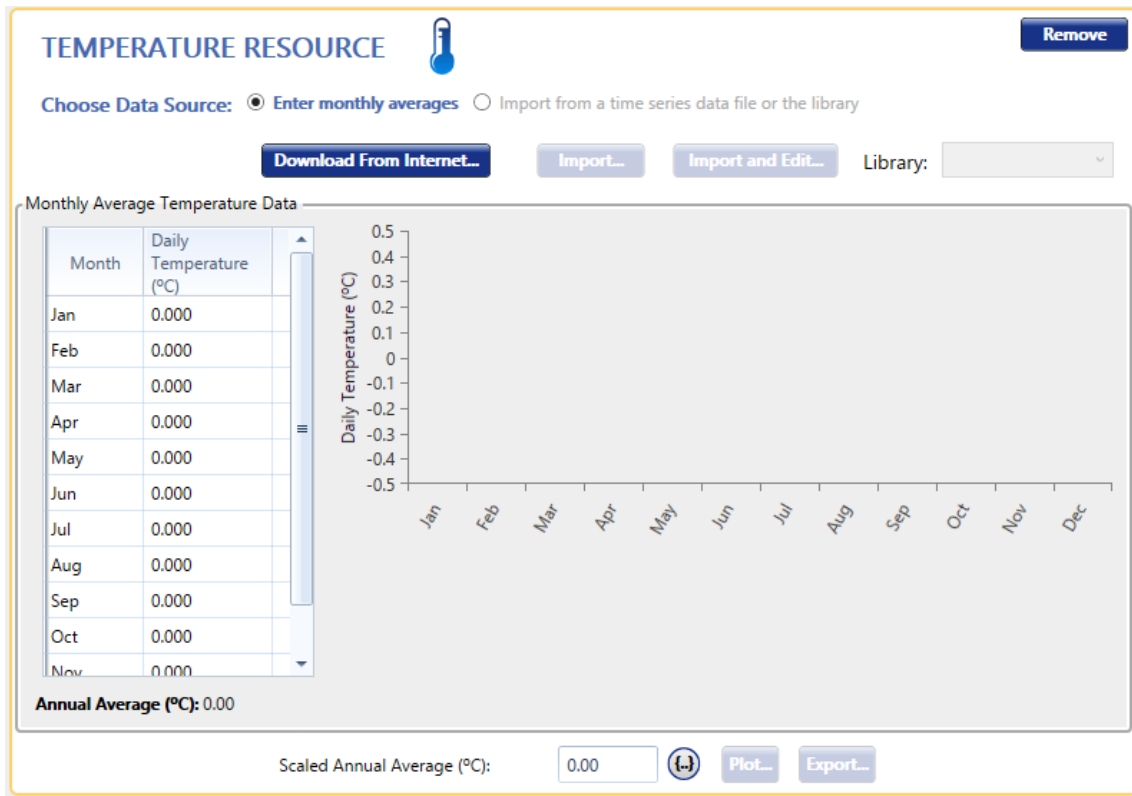 TEMPERATURE RESOURCE
Remove
Choose Data Source: Enter monthly averages Import from a time series data file or the library
Download From Internet... Import... Import and Edit... Library:
Monthly Average Temperature Data
Month Daily Temperature (ºC)
Jan 0.000
Feb 0.000
Mar 0.000
Apr 0.000
May 0.000
Jun 0.000
Jul 0.000
Aug 0.000
Sep 0.000
Oct 0.000
Nov 0.000
Daily Temperature (ºC)
0.5
0.4
0.3
0.2
0.1
0
-0.1
-0.2
-0.3
-0.4
-0.5
Jan Feb Mar Apr May Jun Jul Aug Sep Oct Nov Dec
Annual Average (ºC): 0.00
Scaled Annual Average (ºC): 0.00 {..} Plot... Export...